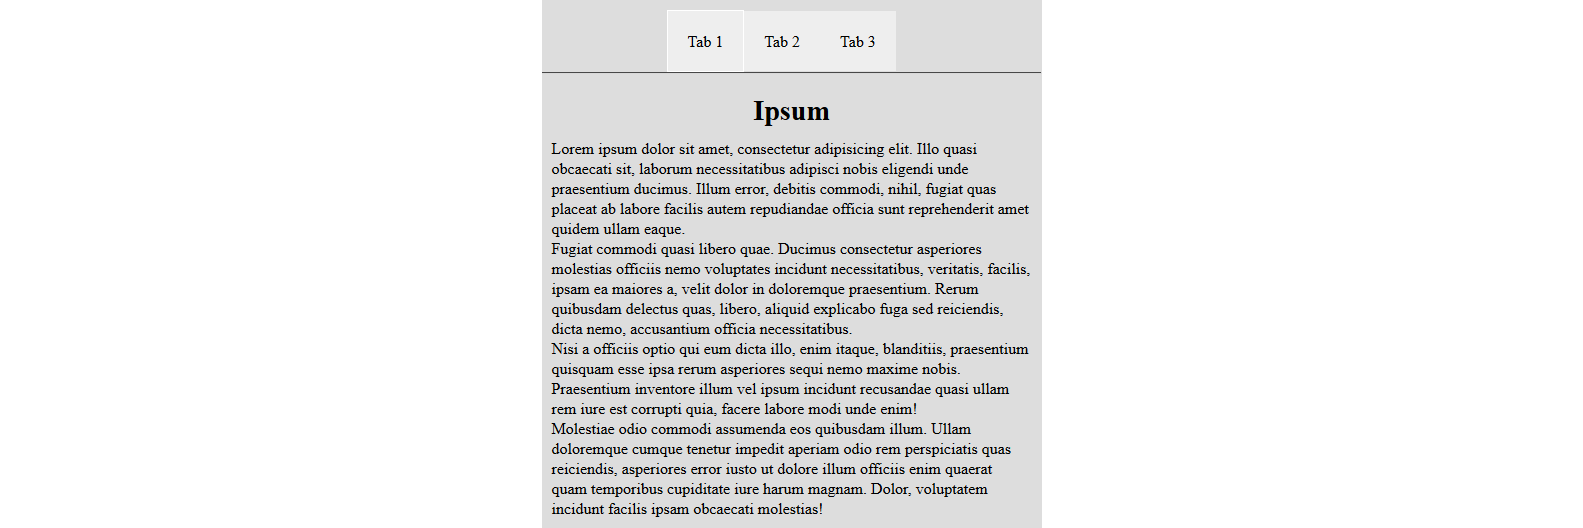 Tab 1 Tab 2 Tab 3
Ipsum
Lorem ipsum dolor sit amet, consectetur adipisicing elit. Illo quasi
obcaecati sit, laborum necessitatibus adipisci nobis eligendi unde
praesentium ducimus. Illum error, debitis commodi, nihil, fugiat quas
placeat ab labore facilis autem repudiandae officia sunt reprehenderit amet
quidem ullam eaque.
Fugiat commodi quasi libero quae. Ducimus consectetur asperiores
molestias officiis nemo voluptates incidunt necessitatibus, veritatis, facilis,
ipsam ea maiores a, velit dolor in doloremque praesentium. Rerum
quibusdam delectus quas, libero, aliquid explicabo fuga sed reiciendis,
dicta nemo, accusantium officia necessitatibus.
Nisi a officiis optio qui eum dicta illo, enim itaque, blanditiis, praesentium
quisquam esse ipsa rerum asperiores sequi nemo maxime nobis.
Praesentium inventore illum vel ipsum incidunt recusandae quasi ullam
rem iure est corrupti quia, facere labore modi unde enim!
Molestiae odio commodi assumenda eos quibusdam illum. Ullam
doloremque cumque tenetur impedit aperiam odio rem perspiciatis quas
reiciendis, asperiores error iusto ut dolore illum officiis enim quaerat
quam temporibus cupiditate iure harum magnam. Dolor, voluptatem
incidunt facilis ipsam obcaecati molestias!